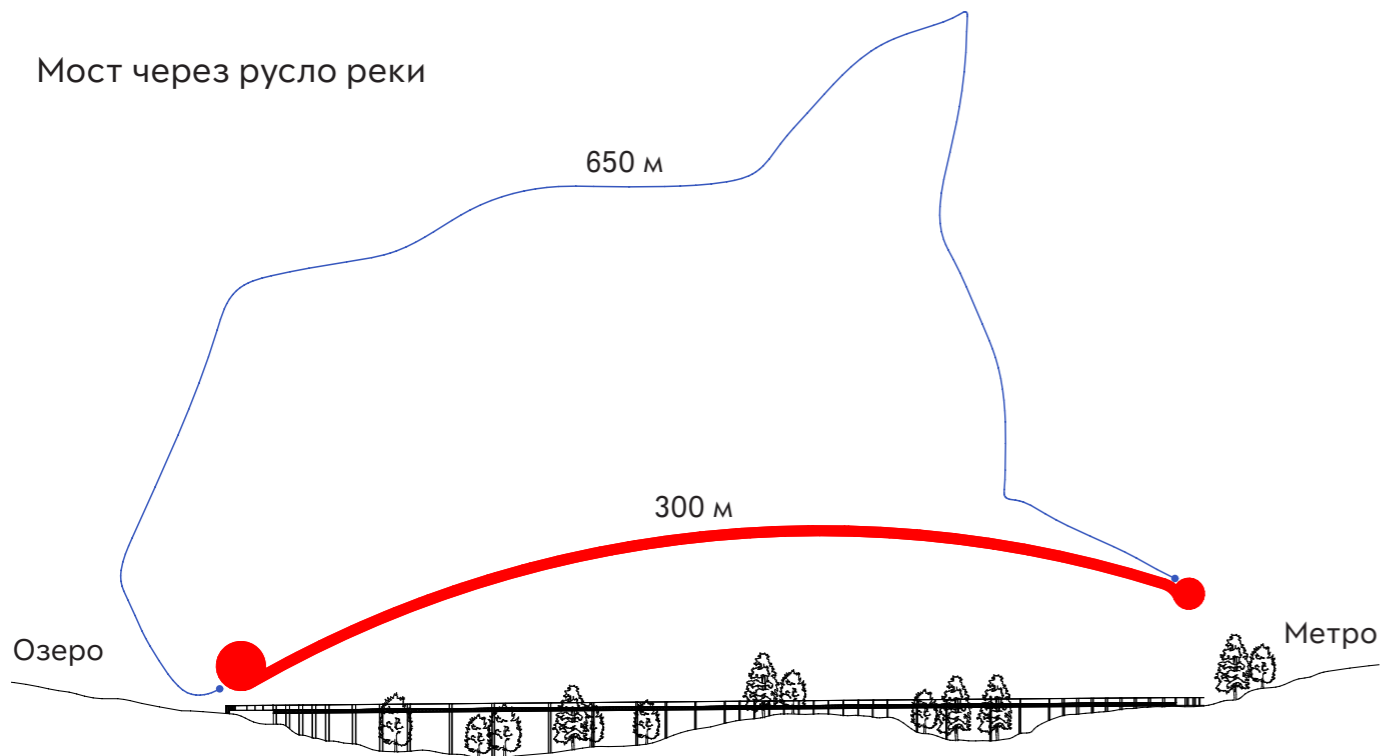 Мост через русло реки
650 м
300 м
Озеро
Метро